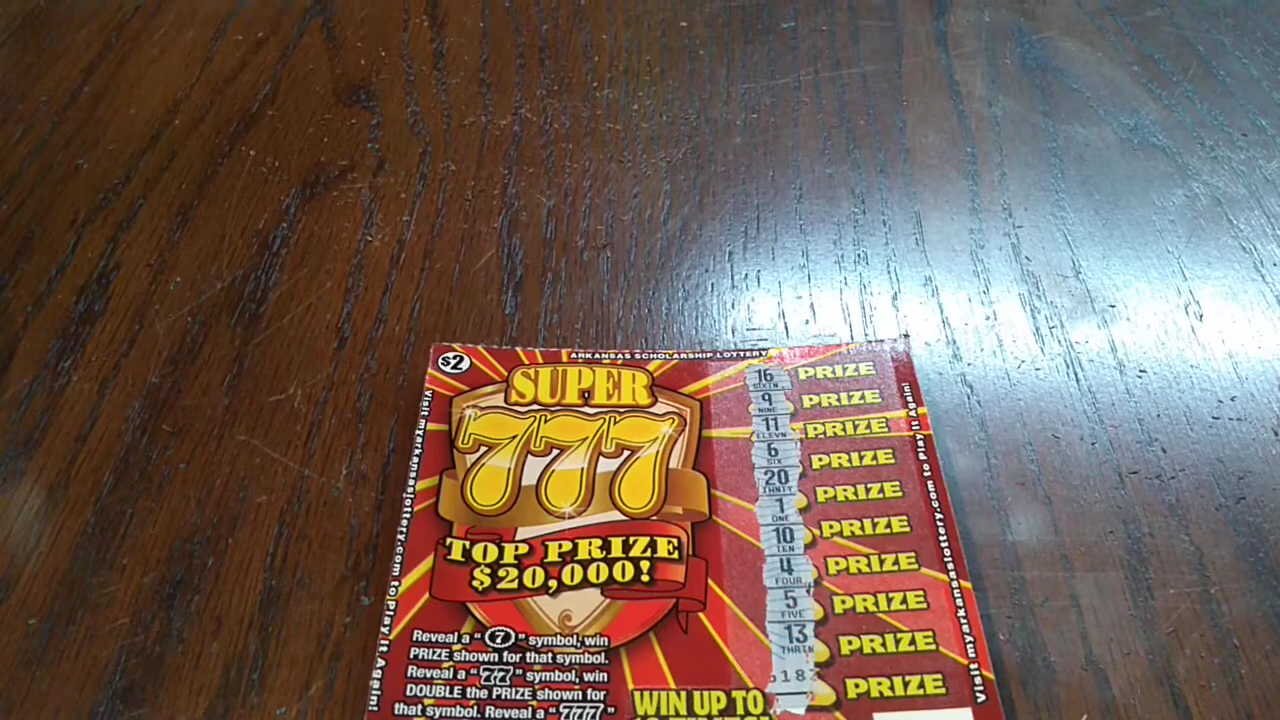 $2
ARKANSAS SCHOLARSHIP LOTTERY
SUPER
777
TOP PRIZE
$20,000!
Reveal a "7" symbol, win
PRIZE shown for that symbol.
Reveal a "77" symbol, win
DOUBLE the PRIZE shown for
that symbol. Reveal a "777"
WIN UP TO
TIMES!
16 PRIZE
SIXTN
9 PRIZE
NINE
11 PRIZE
ELEVN
6 PRIZE
SIX
20 PRIZE
TWNTY
1 PRIZE
ONE
10 PRIZE
TEN
4 PRIZE
FOUR
5 PRIZE
FIVE
13 PRIZE
THRTN
PRIZE
Visit myarkansaslottery.com to Play It Again!
Visit myarkansaslottery.com to Play It Again!